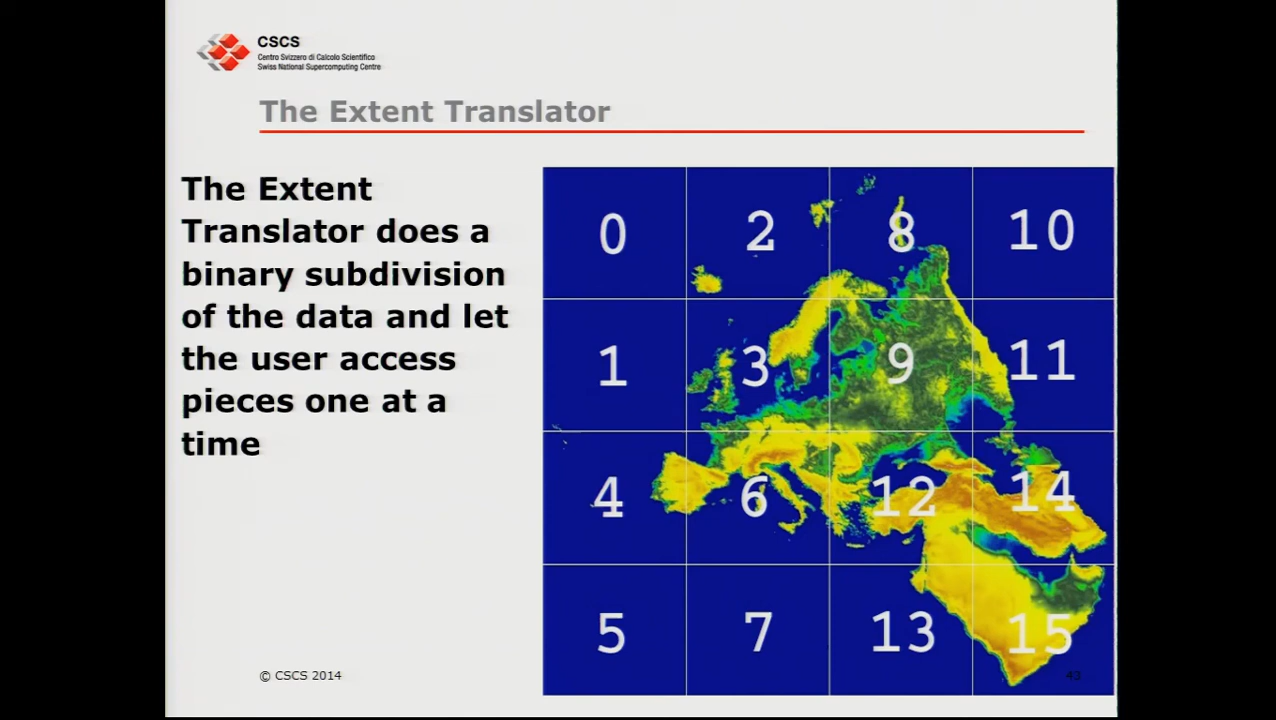 CSCS
Centro Svizzero di Calcolo Scientifico
Swiss National Supercomputing Centre
The Extent Translator
The Extent
Translator does a
binary subdivision
of the data and let
the user access
pieces one at a
time
0 2 8 10
1 3 9 11
4 6 12 14
5 7 13 15
© CSCS 2014
43